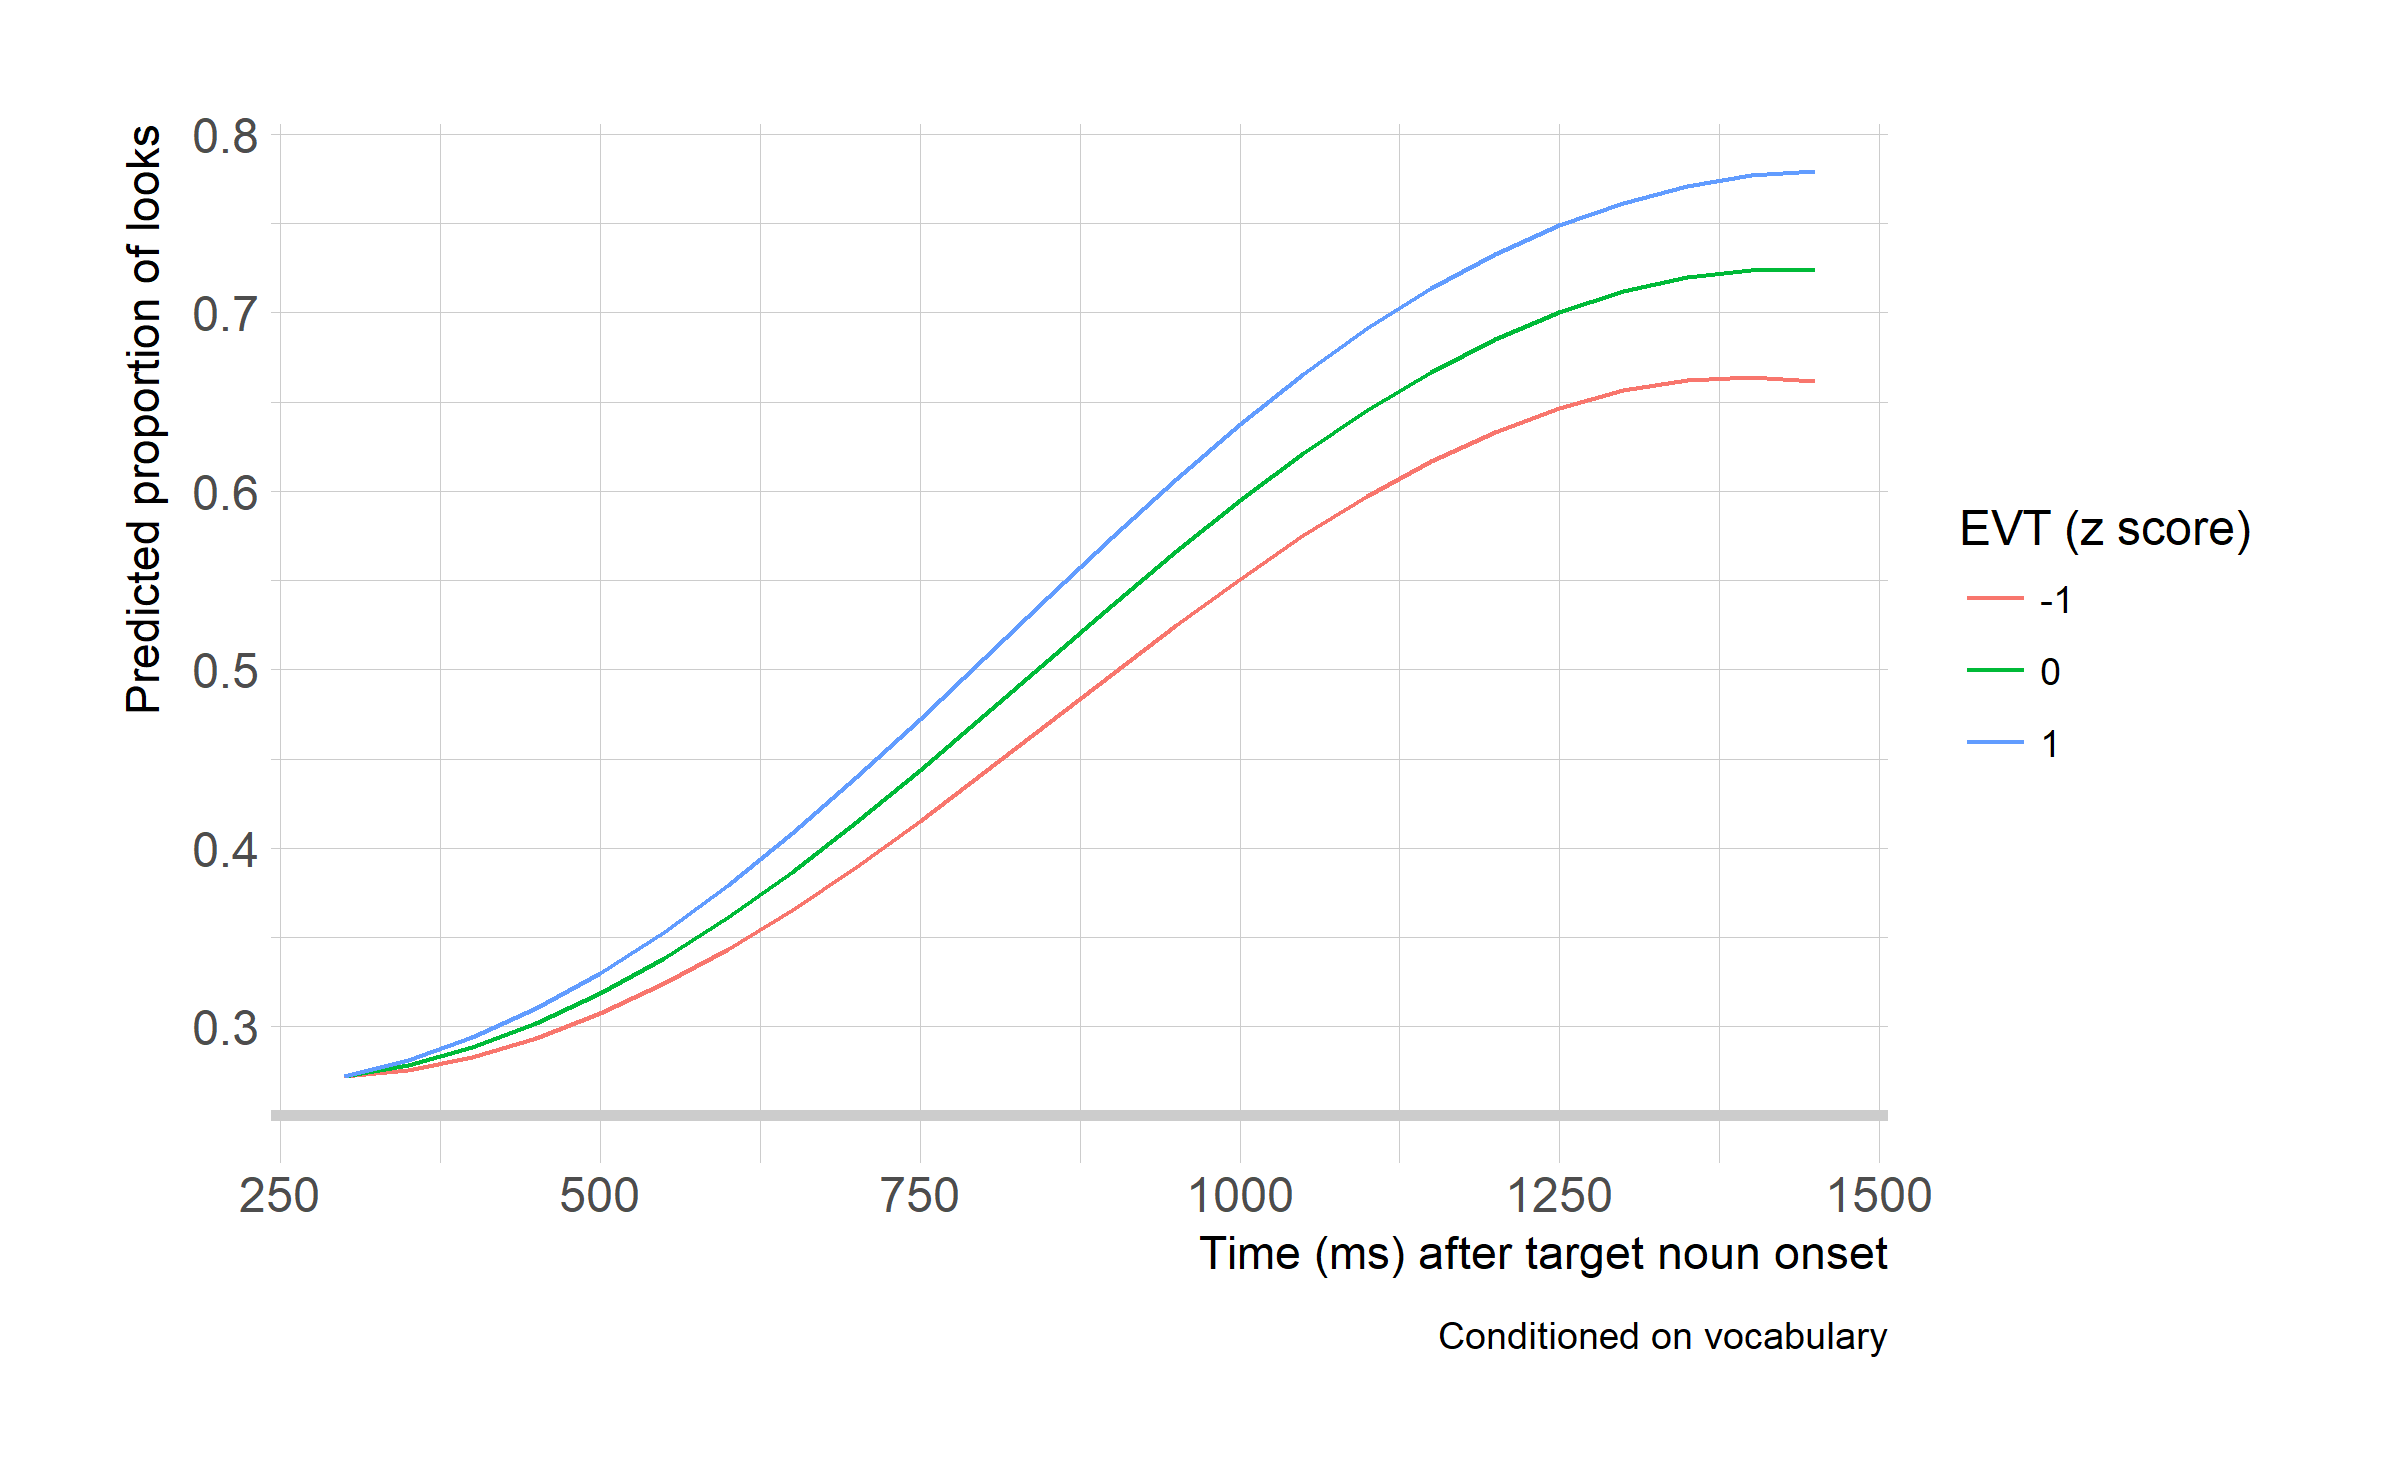 Predicted proportion of looks
0.8
0.7
0.6
0.5
0.4
0.3
250 500 750 1000 1250 1500
Time (ms) after target noun onset
Conditioned on vocabulary
EVT (z score)
-1
0
1